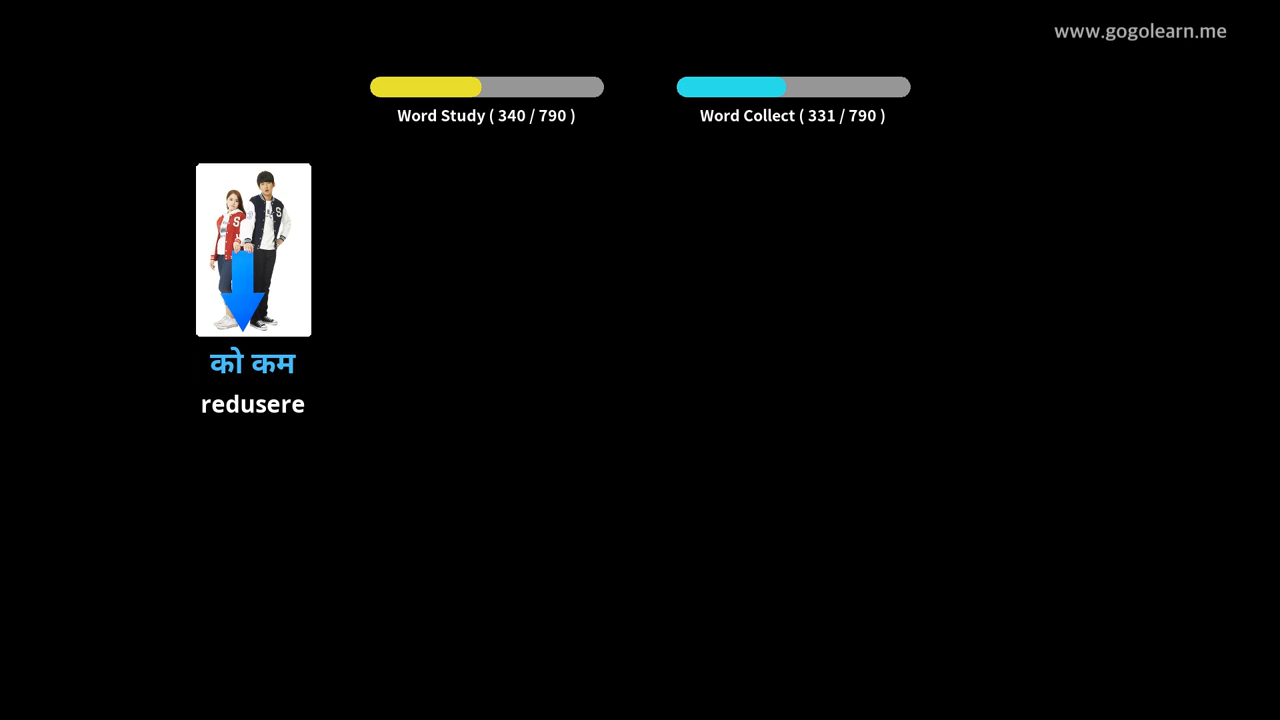 www.gogolearn.me
Word Study ( 340 / 790 )
Word Collect ( 331 / 790 )
S
S
को कम
redusere